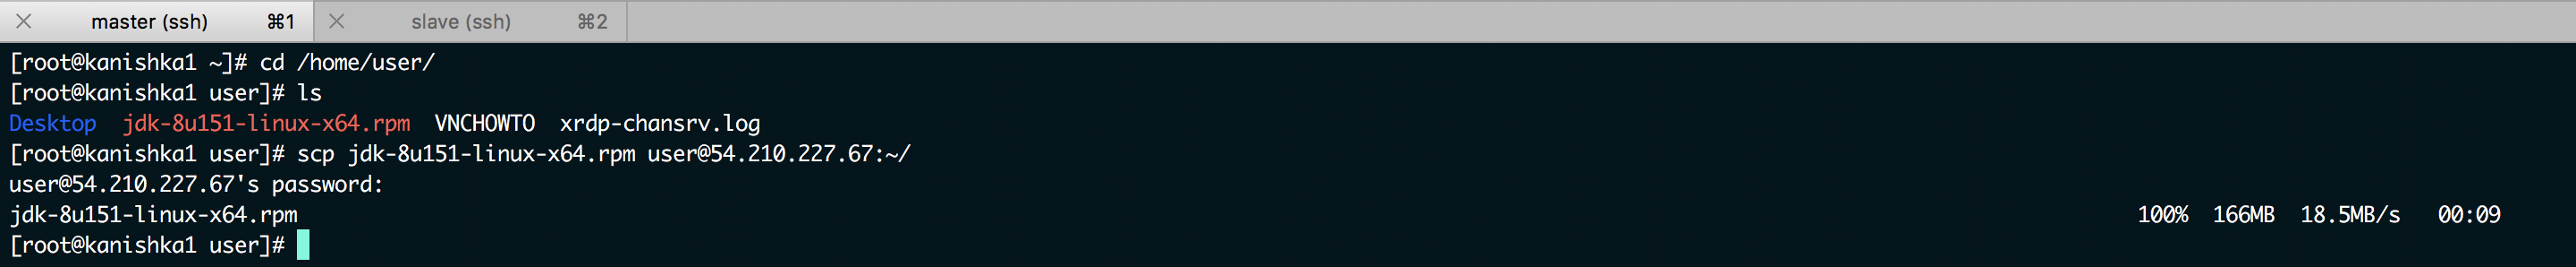 master (ssh) ⌘1 slave (ssh) ⌘2
[root@kanishka1 ~]# cd /home/user/
[root@kanishka1 user]# ls
Desktop jdk-8u151-linux-x64.rpm VNCHOWTO xrdp-chansrv.log
[root@kanishka1 user]# scp jdk-8u151-linux-x64.rpm user@54.210.227.67:~/
user@54.210.227.67's password:
jdk-8u151-linux-x64.rpm 100% 166MB 18.5MB/s 00:09
[root@kanishka1 user]#